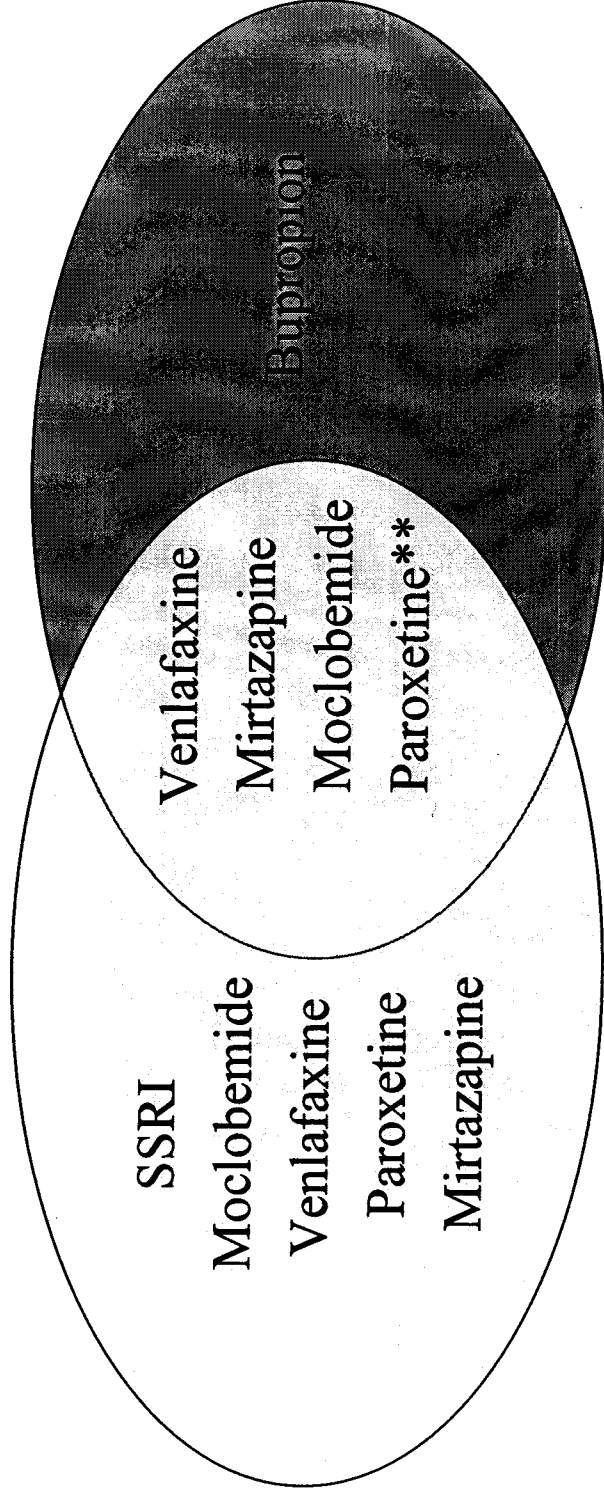 SSRI
Moclobemide
Venlafaxine
Paroxetine
Mirtazapine
Venlafaxine
Mirtazapine
Moclobemide
Paroxetine**
Bupropion